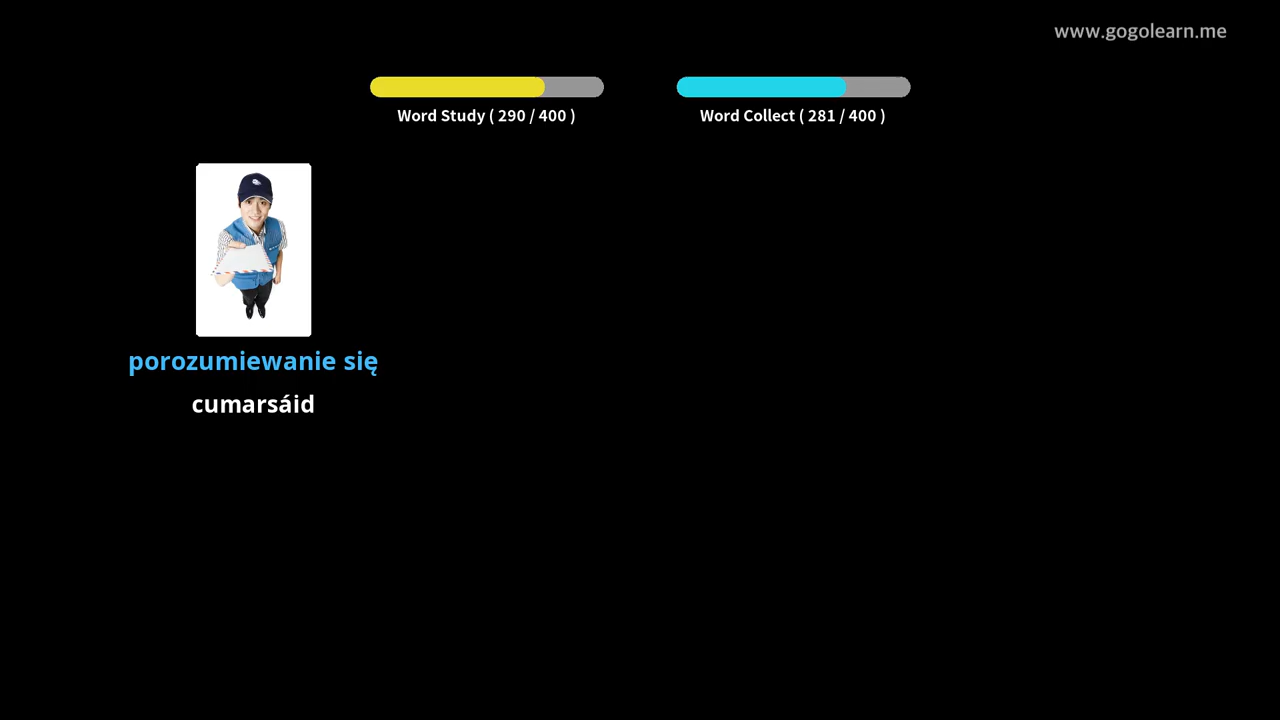 www.gogolearn.me
Word Study ( 290 / 400 )
Word Collect ( 281 / 400 )
porozumiewanie się
cumarsáid